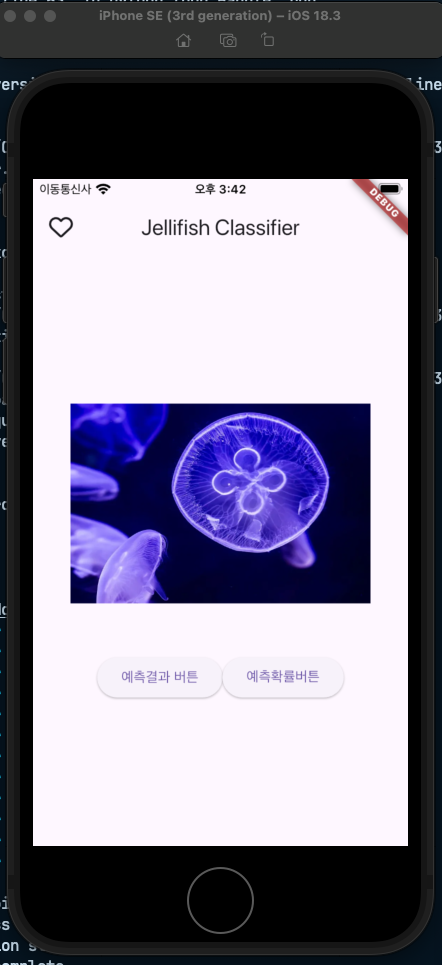 iPhone SE (3rd generation) – iOS 18.3
이동통신사
오후 3:42
DEBUG
Jellifish Classifier
예측결과 버튼
예측확률버튼